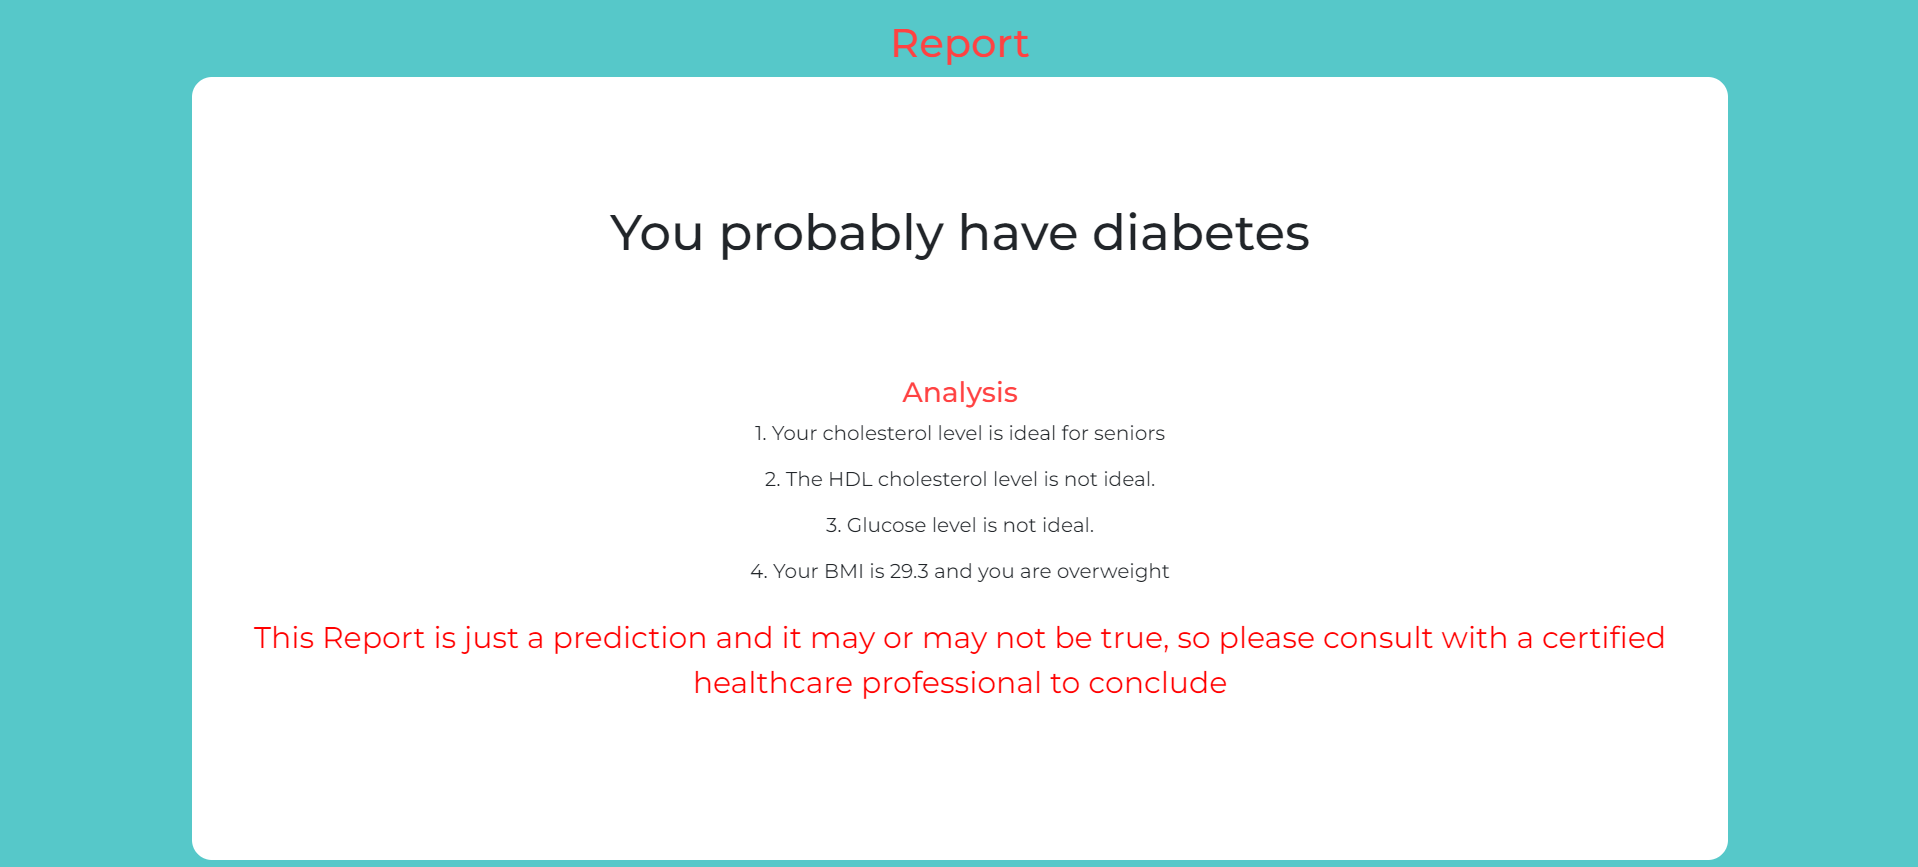 Report
You probably have diabetes
Analysis
1. Your cholesterol level is ideal for seniors
2. The HDL cholesterol level is not ideal.
3. Glucose level is not ideal.
4. Your BMI is 29.3 and you are overweight
This Report is just a prediction and it may or may not be true, so please consult with a certified
healthcare professional to conclude